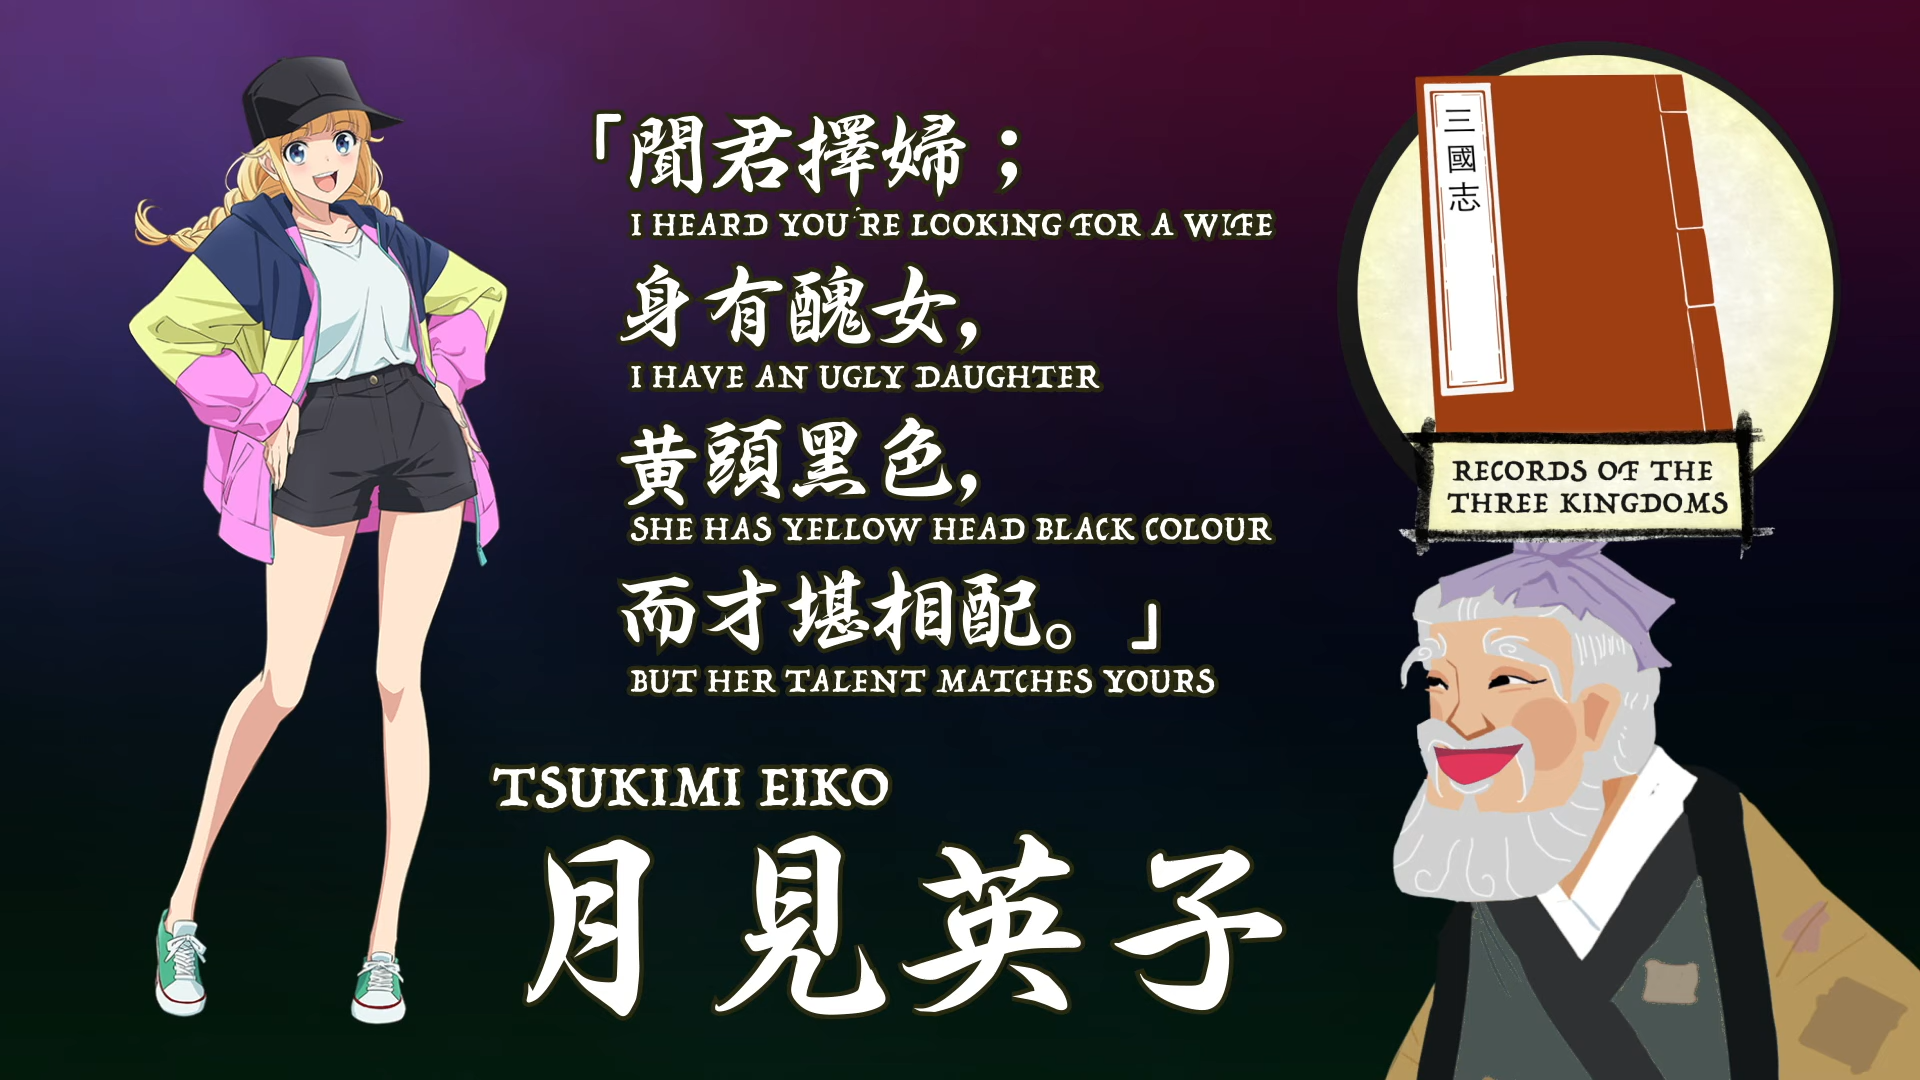 「聞君擇婦；
I HEARD YOU'RE LOOKING FOR A WIFE
身有醜女，
I HAVE AN UGLY DAUGHTER
黄頭黑色，
SHE HAS YELLOW HEAD BLACK COLOUR
而才堪相配。」
BUT HER TALENT MATCHES YOURS
TSUKIMI EIKO
月見英子
三國志
RECORDS OF THE
THREE KINGDOMS